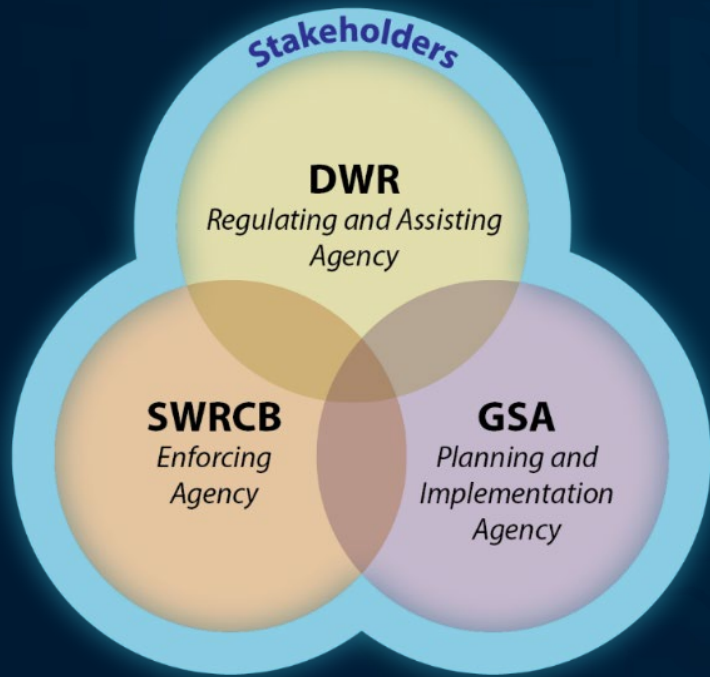 Stakeholders
DWR
Regulating and Assisting
Agency
SWRCB
Enforcing
Agency
GSA
Planning and
Implementation
Agency